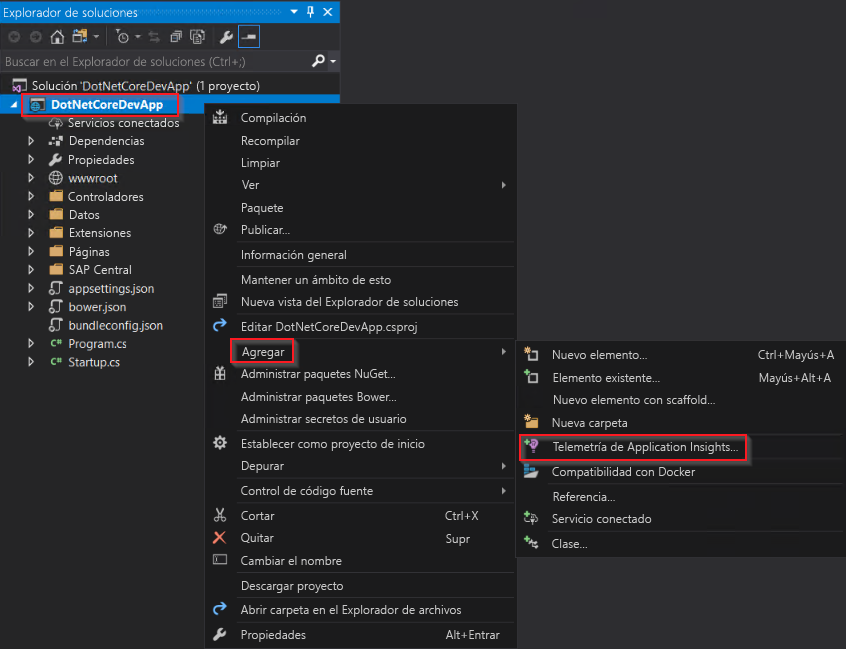 Explorador de soluciones
Buscar en el Explorador de soluciones (Ctrl+;)
Solución 'DotNetCoreDevApp' (1 proyecto)
DotNetCoreDevApp
Servicios conectados
Dependencias
Propiedades
wwwroot
Controladores
Datos
Extensiones
Páginas
SAP Central
appsettings.json
bower.json
bundleconfig.json
C# Program.cs
C# Startup.cs
Compilación
Recompilar
Limpiar
Ver
Paquete
Publicar...
Información general
Mantener un ámbito de esto
Nueva vista del Explorador de soluciones
Editar DotNetCoreDevApp.csproj
Agregar
Administrar paquetes NuGet...
Administrar paquetes Bower...
Administrar secretos de usuario
Establecer como proyecto de inicio
Depurar
Control de código fuente
Cortar Ctrl+X
Quitar Supr
Cambiar el nombre
Descargar proyecto
Abrir carpeta en el Explorador de archivos
Propiedades Alt+Entrar
Nuevo elemento... Ctrl+Mayús+A
Elemento existente... Mayús+Alt+A
Nuevo elemento con scaffold...
Nueva carpeta
Telemetría de Application Insights...
Compatibilidad con Docker
Referencia...
Servicio conectado
Clase...